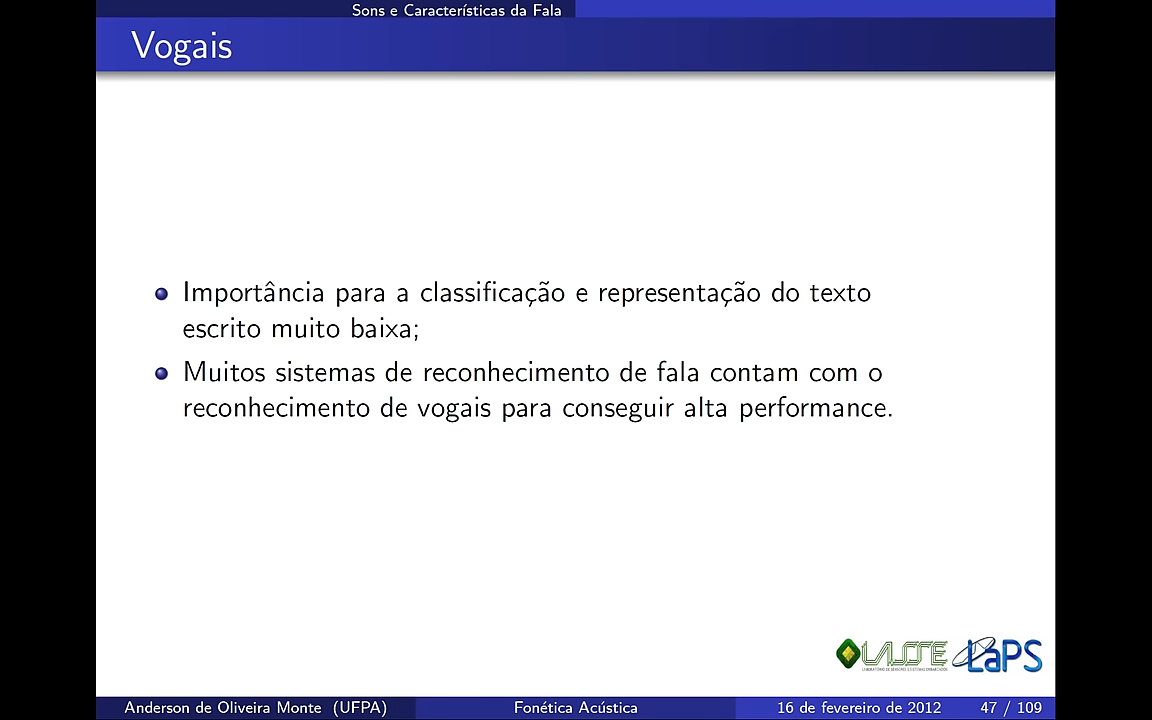 Sons e Características da Fala
Vogais
Importância para a classificação e representação do texto
escrito muito baixa;
Muitos sistemas de reconhecimento de fala contam com o
reconhecimento de vogais para conseguir alta performance.
LASSE LaPS
Anderson de Oliveira Monte (UFPA) Fonética Acústica 16 de fevereiro de 2012 47 / 109